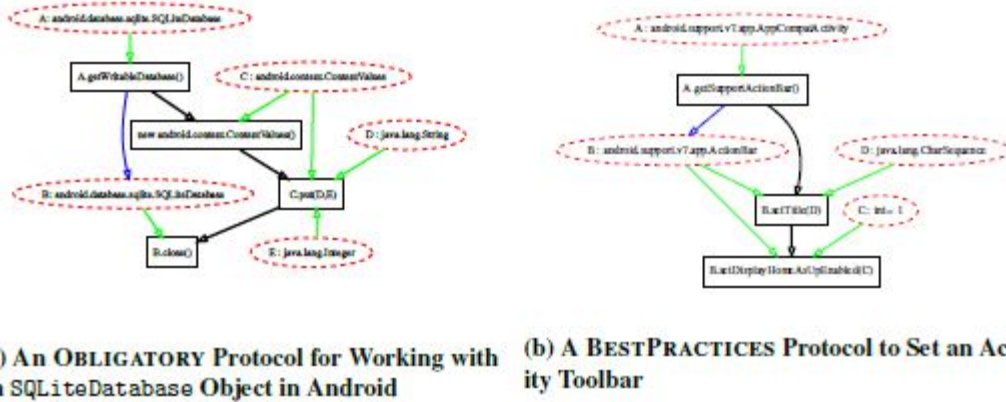 A : android.database.sqlite.SQLiteDatabase
A.getWritableDatabase()
C : android.content.ContentValues
new android.content.ContentValues()
D : java.lang.String
B: android.database.sqlite.SQLiteDatabase
C.put(D,E)
B.close()
E : java.lang.Integer
) An OBLIGATORY Protocol for Working with
SQLiteDatabase Object in Android
A : android.support.v7.app.AppCompatActivity
A.getSupportActionBar()
B : android.support.v7.app.ActionBar
D : java.lang.CharSequence
B.setTitle(D)
C: int= 1
B.setDisplayHomeAsUpEnabled(C)
(b) A BESTPRACTICES Protocol to Set an Ac
ity Toolbar